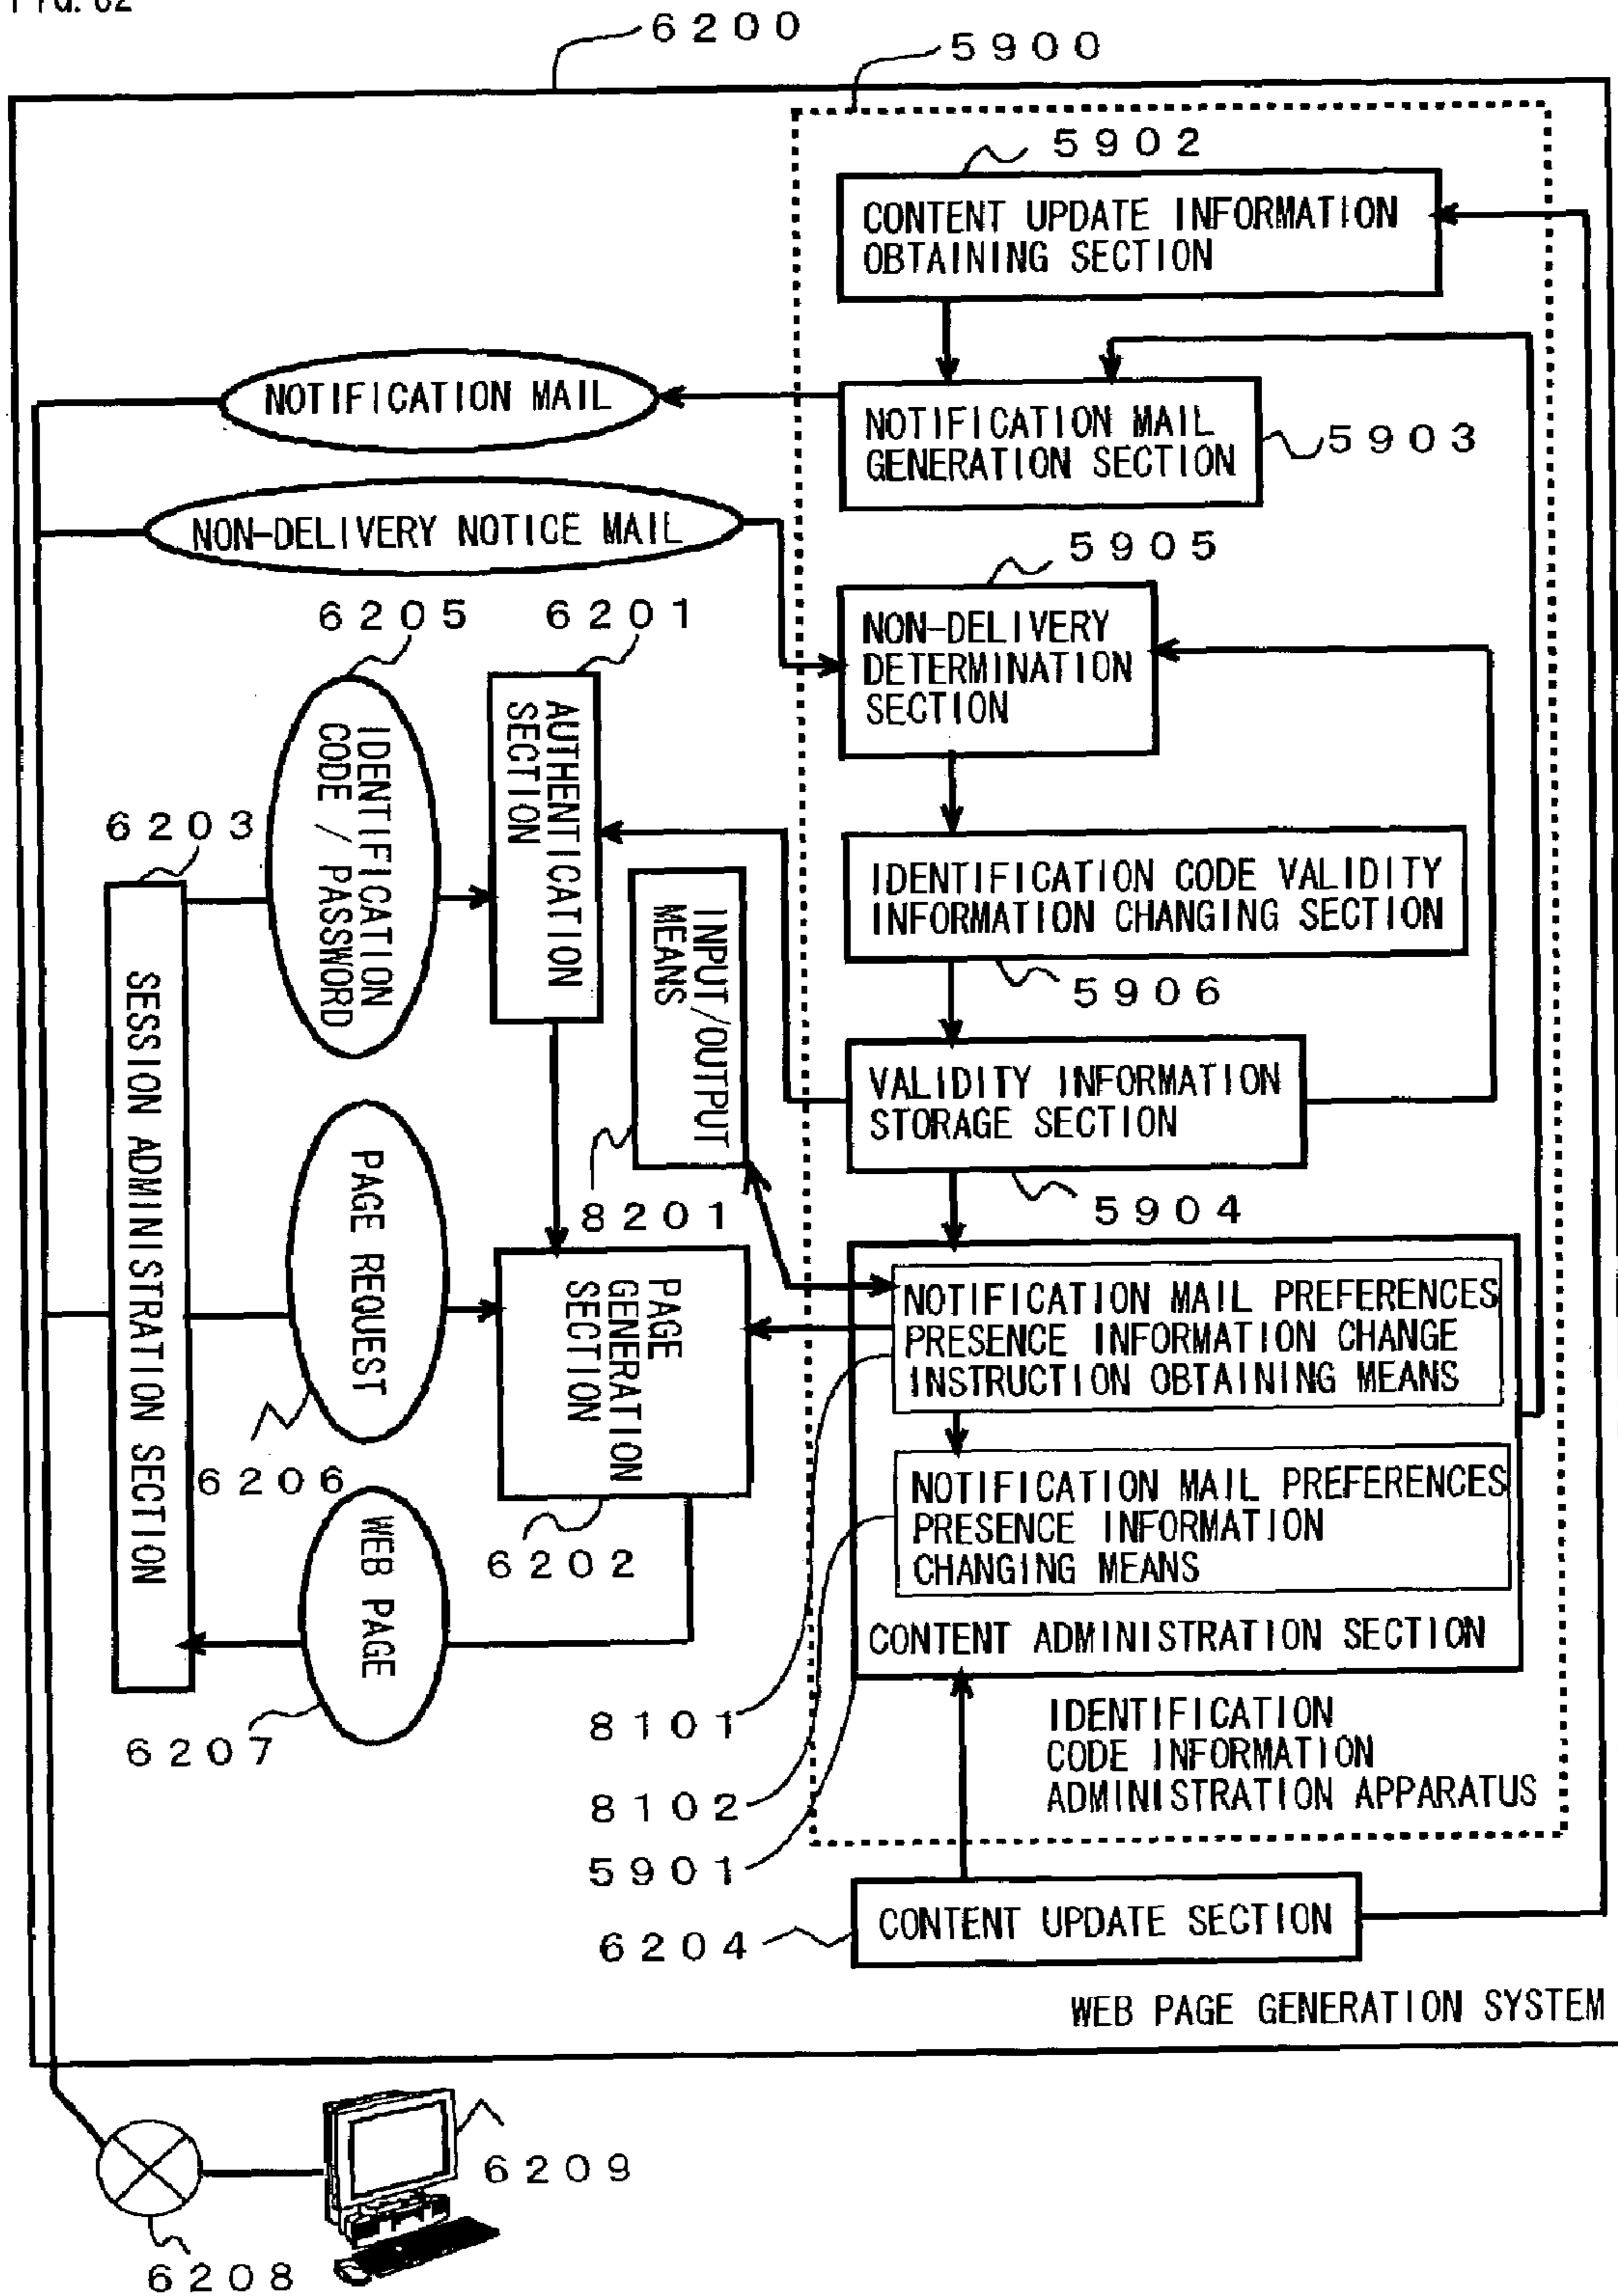 6200
5900
5902
CONTENT UPDATE INFORMATION
OBTAINING SECTION
NOTIFICATION MAIL
NOTIFICATION MAIL
GENERATION SECTION
5903
NON-DELIVERY NOTICE MAIL
5905
NON-DELIVERY
DETERMINATION
SECTION
6205
6201
IDENTIFICATION
CODE / PASSWORD
AUTHENTICATION
SECTION
6203
SESSION ADMINISTRATION SECTION
INPUT/OUTPUT
MEANS
IDENTIFICATION CODE VALIDITY
INFORMATION CHANGING SECTION
5906
VALIDITY INFORMATION
STORAGE SECTION
5904
8201
PAGE REQUEST
6206
PAGE
GENERATION
SECTION
6202
NOTIFICATION MAIL PREFERENCES
PRESENCE INFORMATION CHANGE
INSTRUCTION OBTAINING MEANS
NOTIFICATION MAIL PREFERENCES
PRESENCE INFORMATION
CHANGING MEANS
CONTENT ADMINISTRATION SECTION
WEB PAGE
6207
8101
8102
5901
IDENTIFICATION
CODE INFORMATION
ADMINISTRATION APPARATUS
6204
CONTENT UPDATE SECTION
WEB PAGE GENERATION SYSTEM
6209
6208